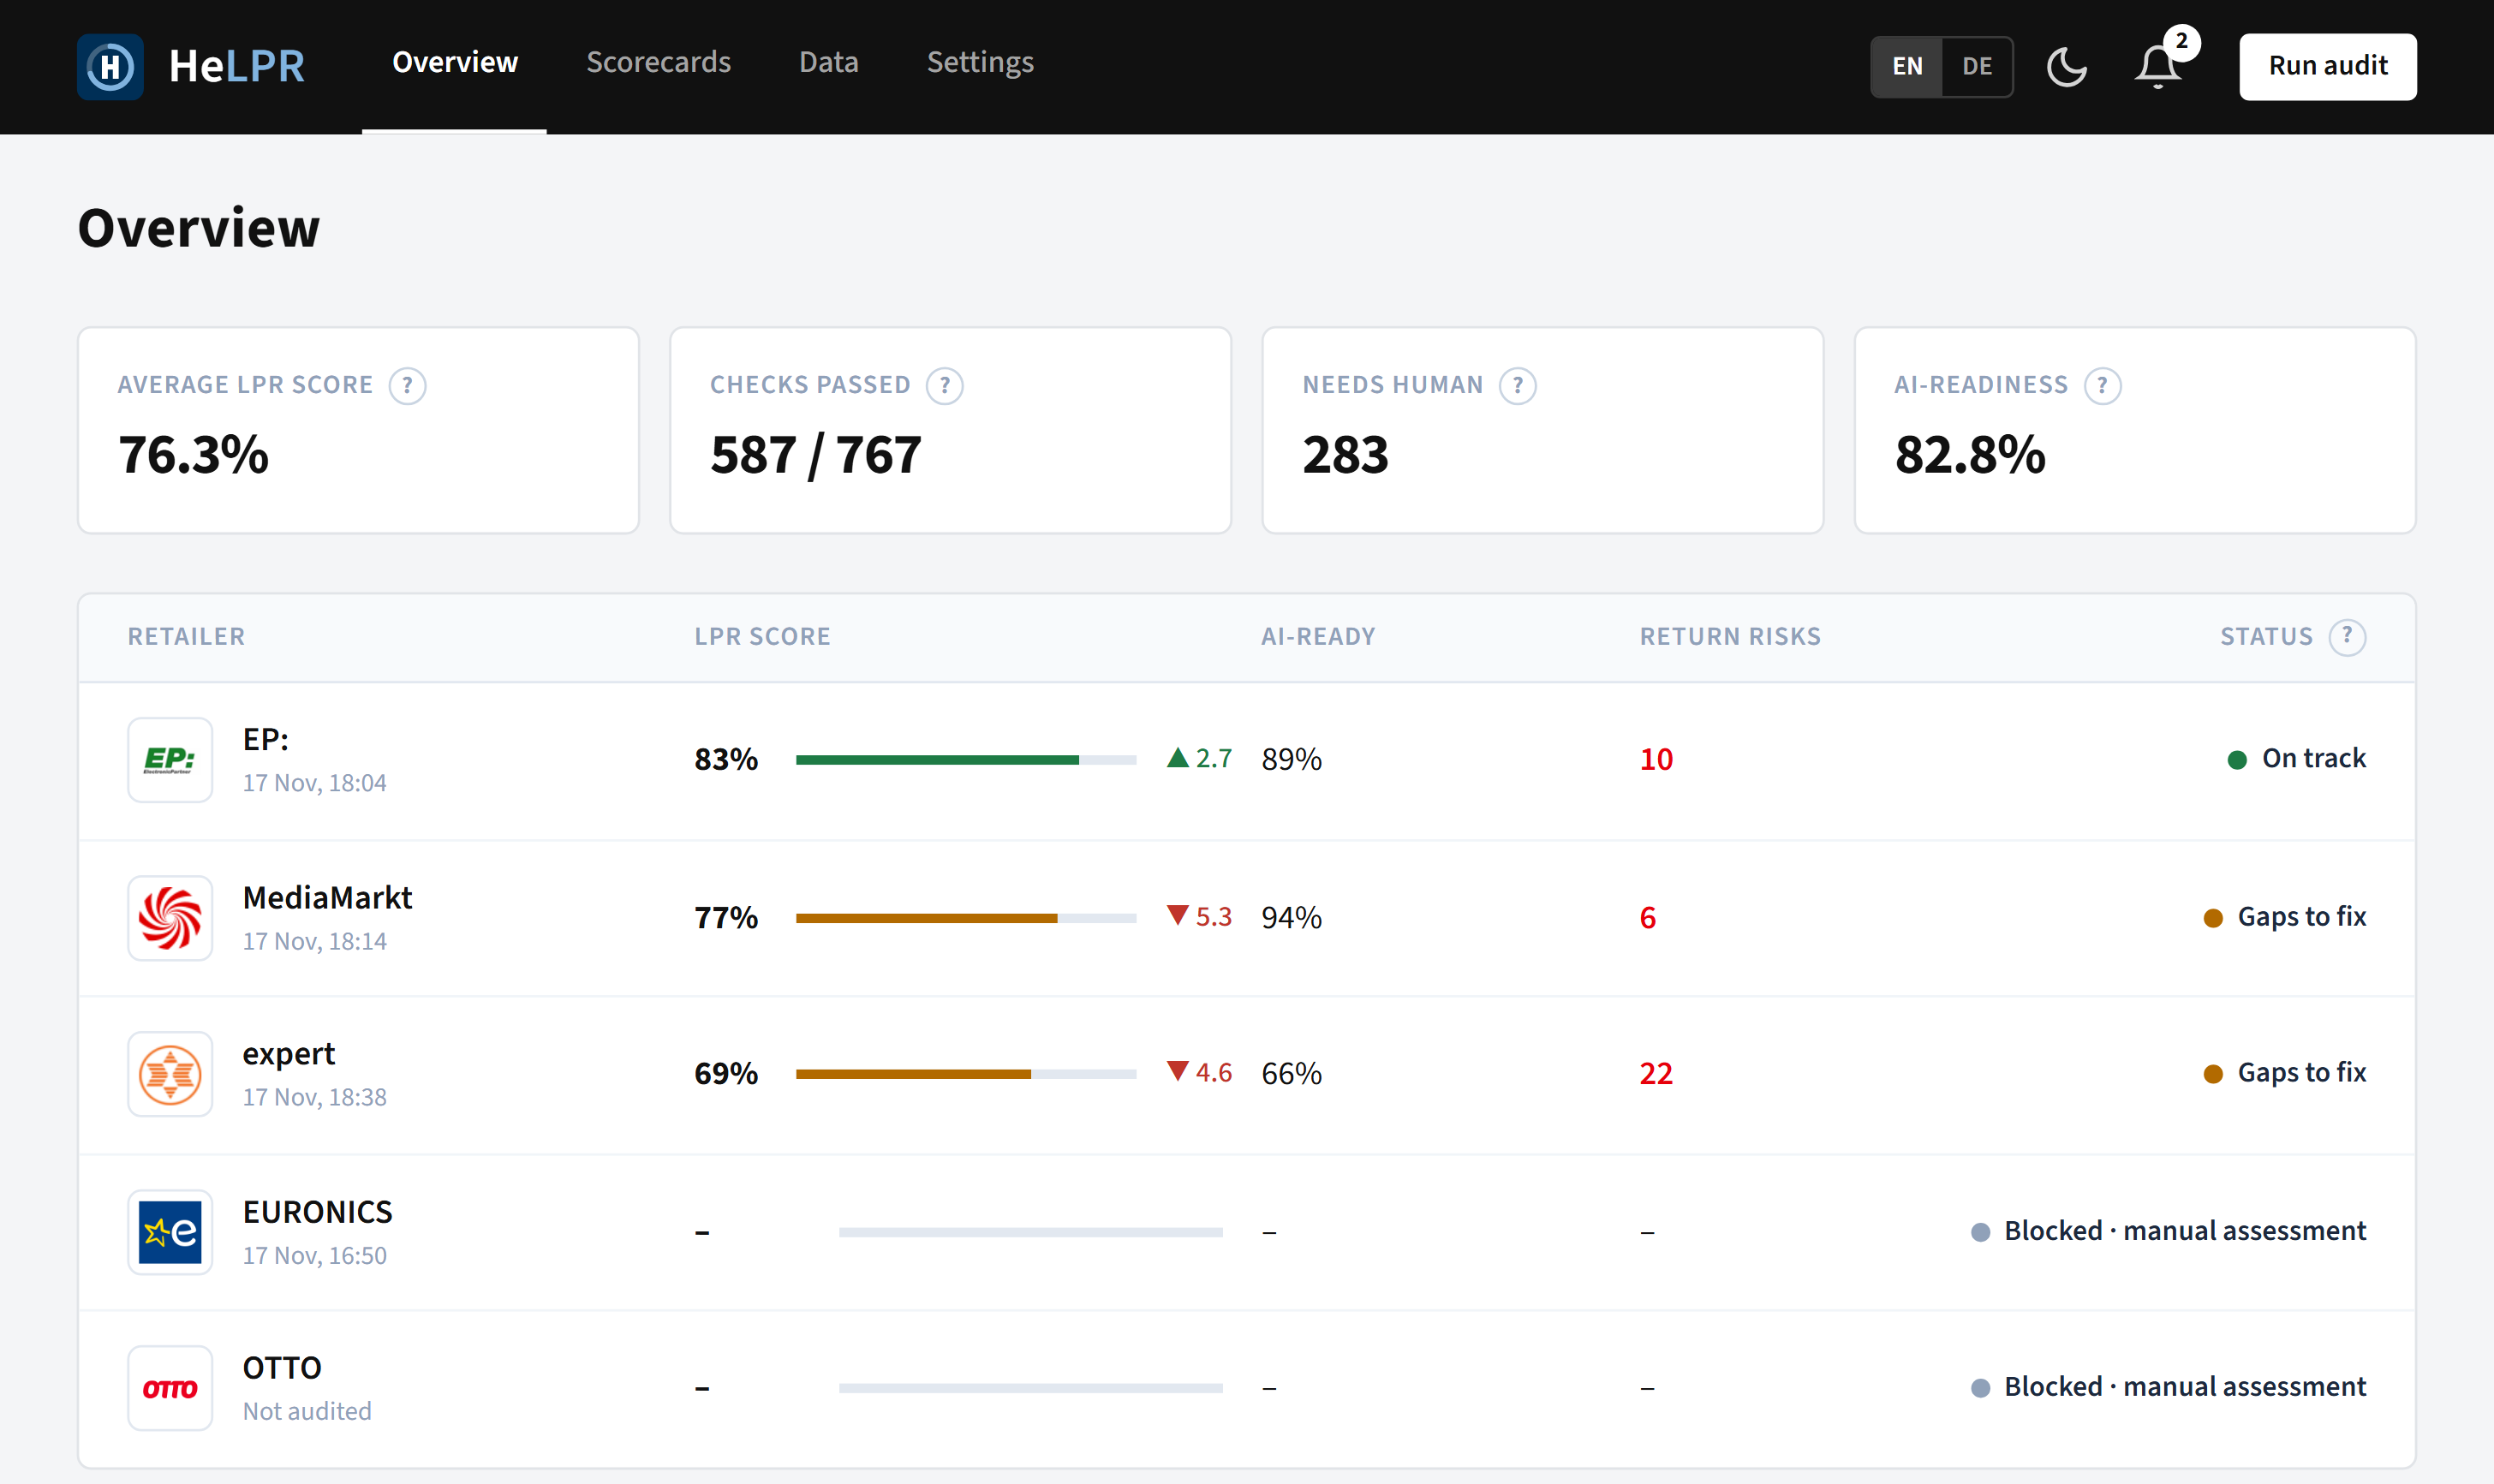 H HeLPR Overview Scorecards Data Settings EN DE 2 Run audit
Overview
AVERAGE LPR SCORE ? CHECKS PASSED ? NEEDS HUMAN ? AI-READINESS ?
76.3% 587 / 767 283 82.8%
RETAILER LPR SCORE AI-READY RETURN RISKS STATUS ?
EP: ElectronicPartner
EP:
17 Nov, 18:04
83% ▲ 2.7 89% 10 On track
MediaMarkt
17 Nov, 18:14
77% ▼ 5.3 94% 6 Gaps to fix
expert
17 Nov, 18:38
69% ▼ 4.6 66% 22 Gaps to fix
e
EURONICS
17 Nov, 16:50
– – – Blocked · manual assessment
OTTO
OTTO
Not audited
– – – Blocked · manual assessment